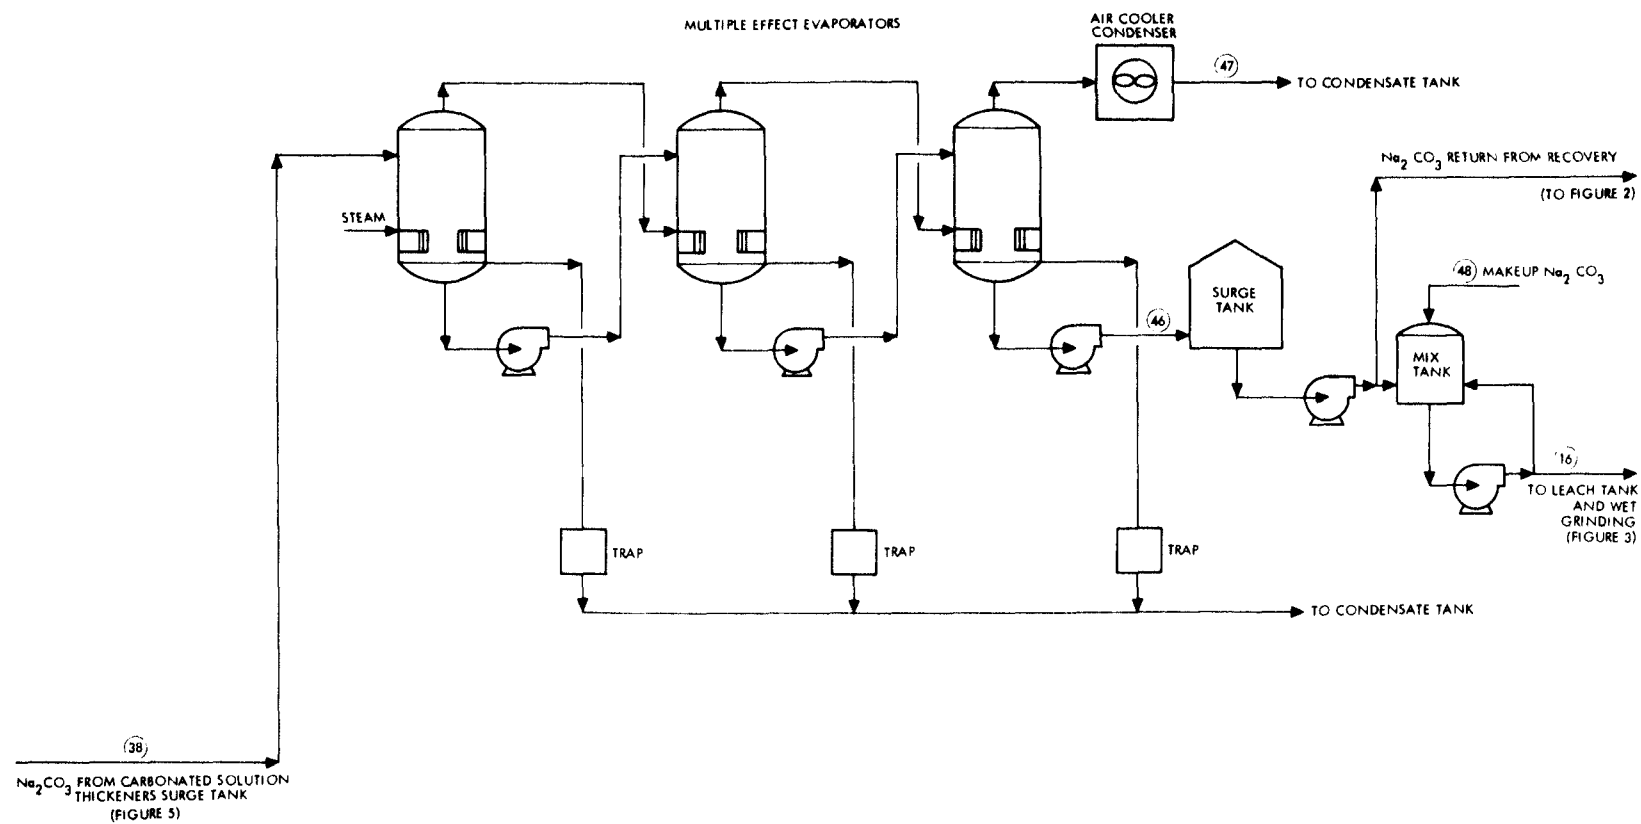 MULTIPLE EFFECT EVAPORATORS
AIR COOLER
CONDENSER
47
TO CONDENSATE TANK
Na2 CO3 RETURN FROM RECOVERY
(TO FIGURE 2)
STEAM
48 MAKEUP Na2 CO3
SURGE
TANK
46
MIX
TANK
16
TO LEACH TANK
AND WET
GRINDING
(FIGURE 3)
TRAP
TRAP
TRAP
TO CONDENSATE TANK
38
Na2CO3 FROM CARBONATED SOLUTION
THICKENERS SURGE TANK
(FIGURE 5)